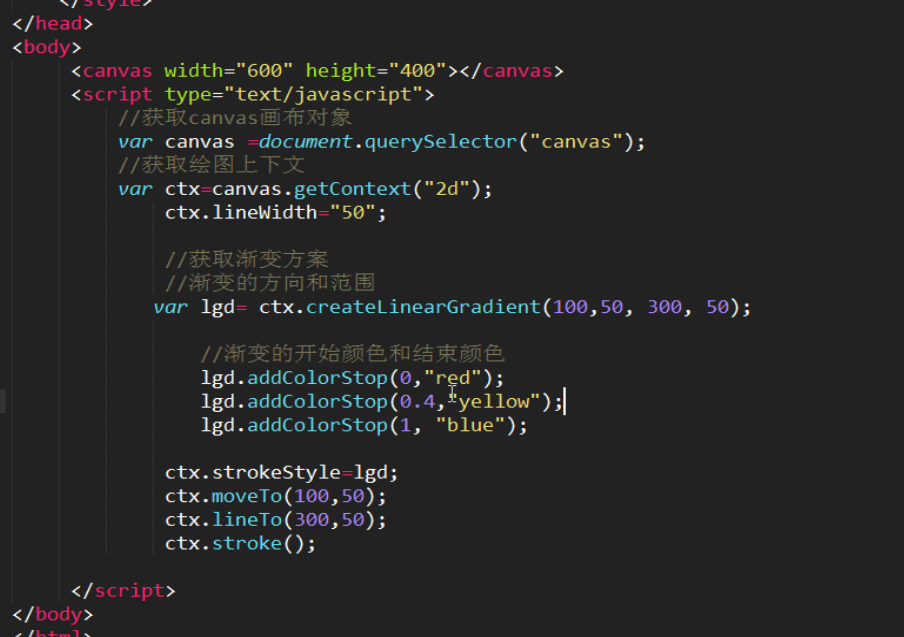 </style>
</head>
<body>
<canvas width="600" height="400"></canvas>
<script type="text/javascript">
//获取canvas画布对象
var canvas =document.querySelector("canvas");
//获取绘图上下文
var ctx=canvas.getContext("2d");
ctx.lineWidth="50";
//获取渐变方案
//渐变的方向和范围
var lgd= ctx.createLinearGradient(100,50, 300, 50);
//渐变的开始颜色和结束颜色
lgd.addColorStop(0,"red");
lgd.addColorStop(0.4,"yellow");
lgd.addColorStop(1, "blue");
ctx.strokeStyle=lgd;
ctx.moveTo(100,50);
ctx.lineTo(300,50);
ctx.stroke();
</script>
</body>
</html>